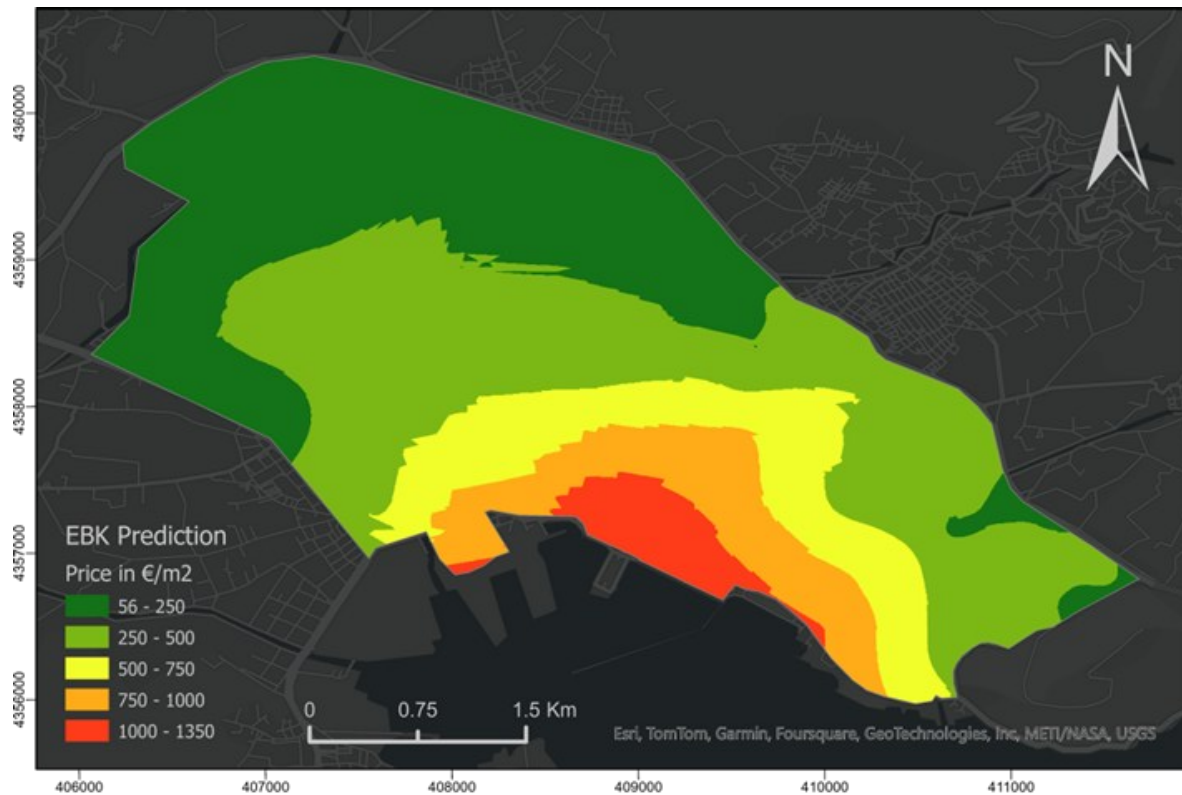 N
4360000
4359000
4358000
4357000
4356000
EBK Prediction
Price in €/m2
56 - 250
250 - 500
500 - 750
750 - 1000
1000 - 1350
0 0.75 1.5 Km
Esri, TomTom, Garmin, Foursquare, GeoTechnologies, Inc, METI/NASA, USGS
406000 407000 408000 409000 410000 411000